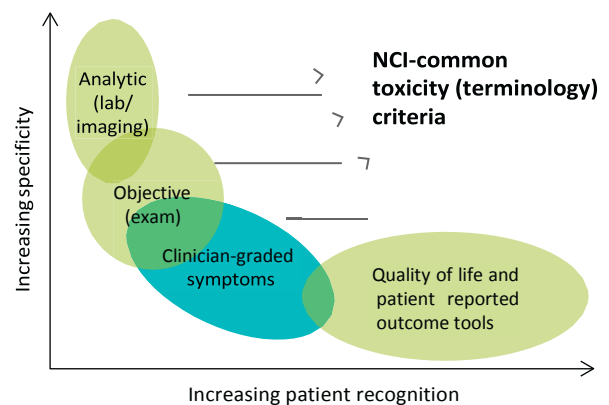 Increasing specificity
Analytic
(lab/
imaging)
NCI-common
toxicity (terminology)
criteria
Objective
(exam)
Clinician-graded
symptoms
Quality of life and
patient reported
outcome tools
Increasing patient recognition